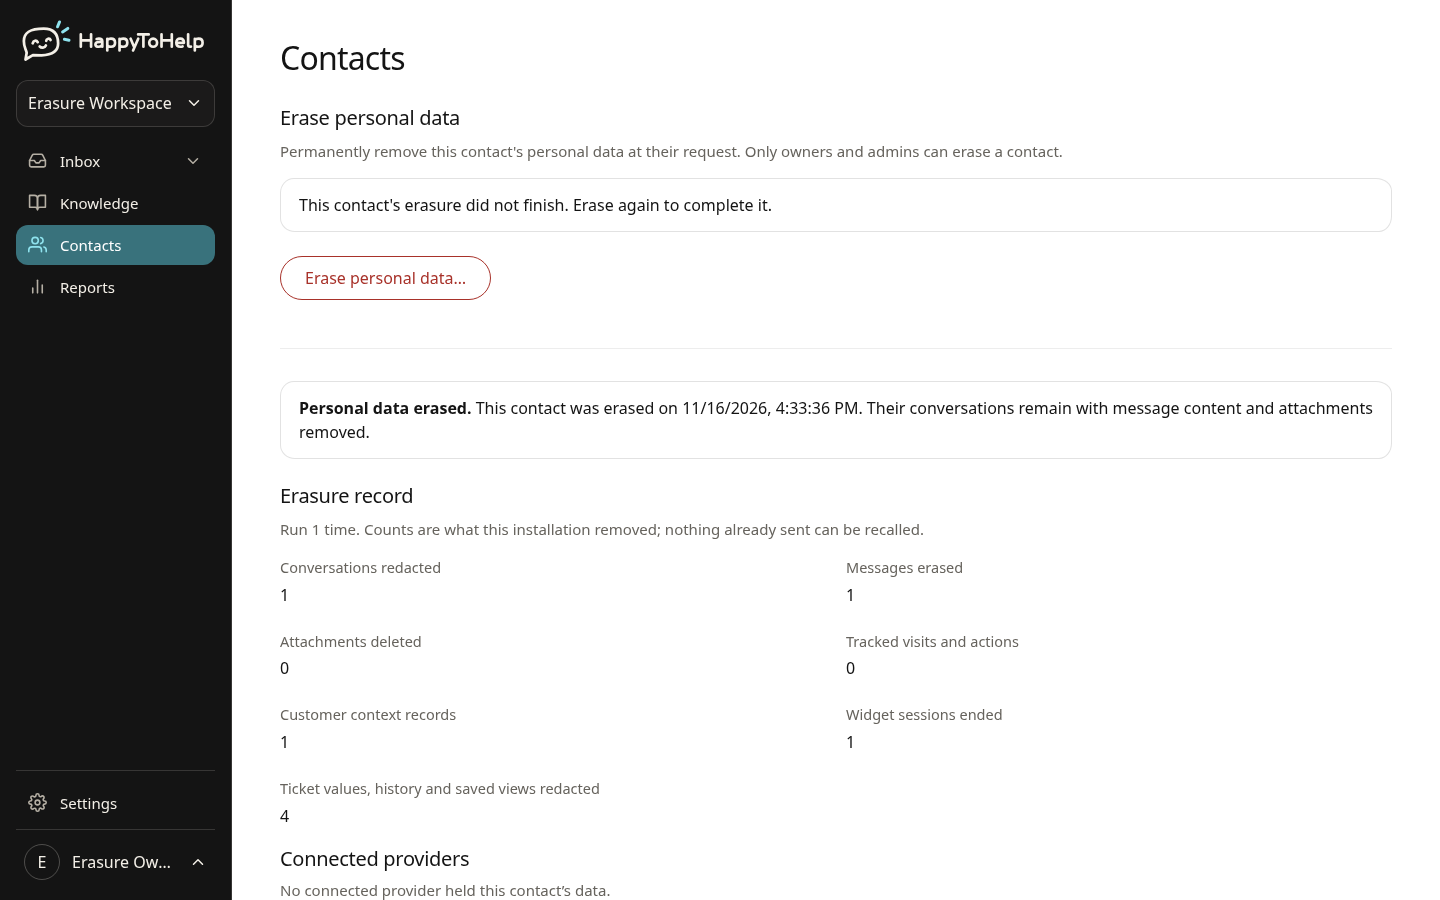 HappyToHelp
Erasure Workspace
Inbox
Knowledge
Contacts
Reports
Settings
E
Erasure Ow...
Contacts
Erase personal data
Permanently remove this contact's personal data at their request. Only owners and admins can erase a contact.
This contact's erasure did not finish. Erase again to complete it.
Erase personal data...
Personal data erased. This contact was erased on 11/16/2026, 4:33:36 PM. Their conversations remain with message content and attachments
removed.
Erasure record
Run 1 time. Counts are what this installation removed; nothing already sent can be recalled.
Conversations redacted
1
Messages erased
1
Attachments deleted
0
Tracked visits and actions
0
Customer context records
1
Widget sessions ended
1
Ticket values, history and saved views redacted
4
Connected providers
No connected provider held this contact’s data.